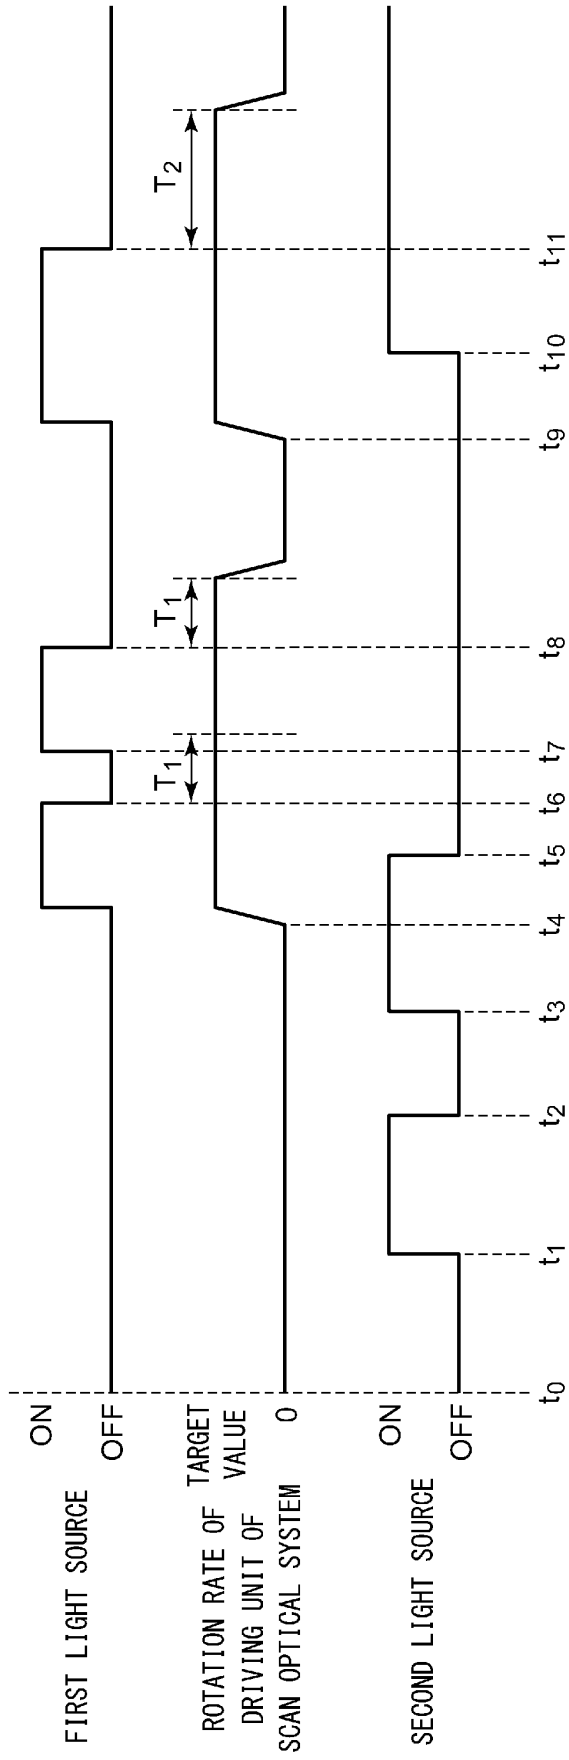 FIRST LIGHT SOURCE
ON
OFF
ROTATION RATE OF
DRIVING UNIT OF
SCAN OPTICAL SYSTEM
TARGET
VALUE
0
T1
T1
T2
SECOND LIGHT SOURCE
ON
OFF
t0
t1
t2
t3
t4
t5
t6
t7
t8
t9
t10
t11